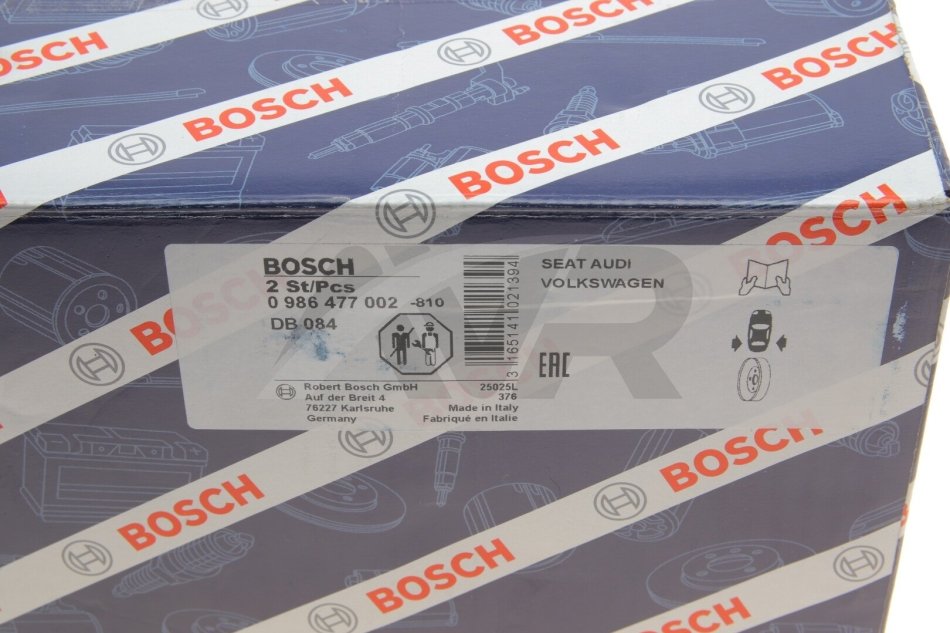 BOSCH
BOSCH
BOSCH
BOSCH
BOSCH
BOSCH
BOSCH
2 St/Pcs
0 986 477 002 -810
DB 084
3 165141 021394
SEAT AUDI
VOLKSWAGEN
EAC
Robert Bosch GmbH
Auf der Breit 4
76227 Karlsruhe
Germany
25025L
376
Made in Italy
Fabriqué en Italie
BOSCH
BOSCH
BOSCH
BOSCH
BOSCH